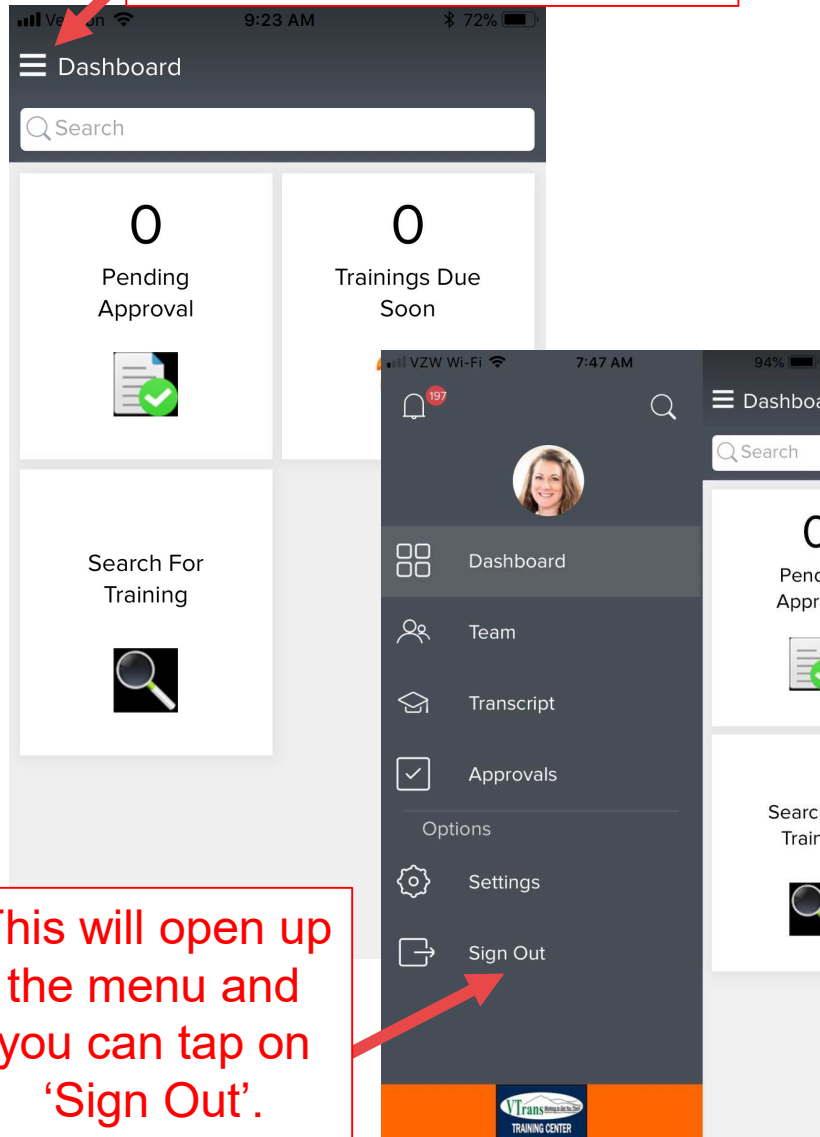 9:23 AM
72%
Dashboard
Search
0
Pending
Approval
0
Trainings Due
Soon
Search For
Training
VZW Wi-Fi
7:47 AM
94%
197
Dashboard
Team
Transcript
Approvals
Options
Settings
Sign Out
Search
VTrans
TRAINING CENTER
This will open up
the menu and
you can tap on
‘Sign Out’.